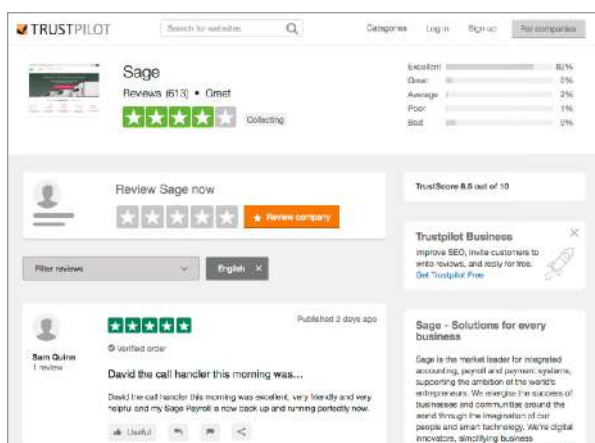 TRUSTPILOT
Search for websites
Categories
Log in
Sign up
For companies
Sage
Reviews (613) • Great
Collecting
Excellent
Great
Average
Poor
1%
Bad
Review Sage now
Review company
TrustScore 8.5 out of 10
Trustpilot Business
Improve SEO, invite customers to
write reviews, and reply for free.
Get Trustpilot Free
Filter reviews
English
Published 2 days ago
Verified order
Sam Quinn
1 review
David the call handler this morning was...
David the call handler this morning was excellent, very friendly and very
helpful and my Sage Payroll is now back up and running perfectly now.
Useful
Sage - Solutions for every
business
Sage is the market leader for integrated
accounting, payroll and payment systems,
supporting the ambition of the world's
entrepreneurs. We energise the success of
businesses and communities around the
world through the imagination of our
people and smart technology. We're digital
innovators, simplifying business